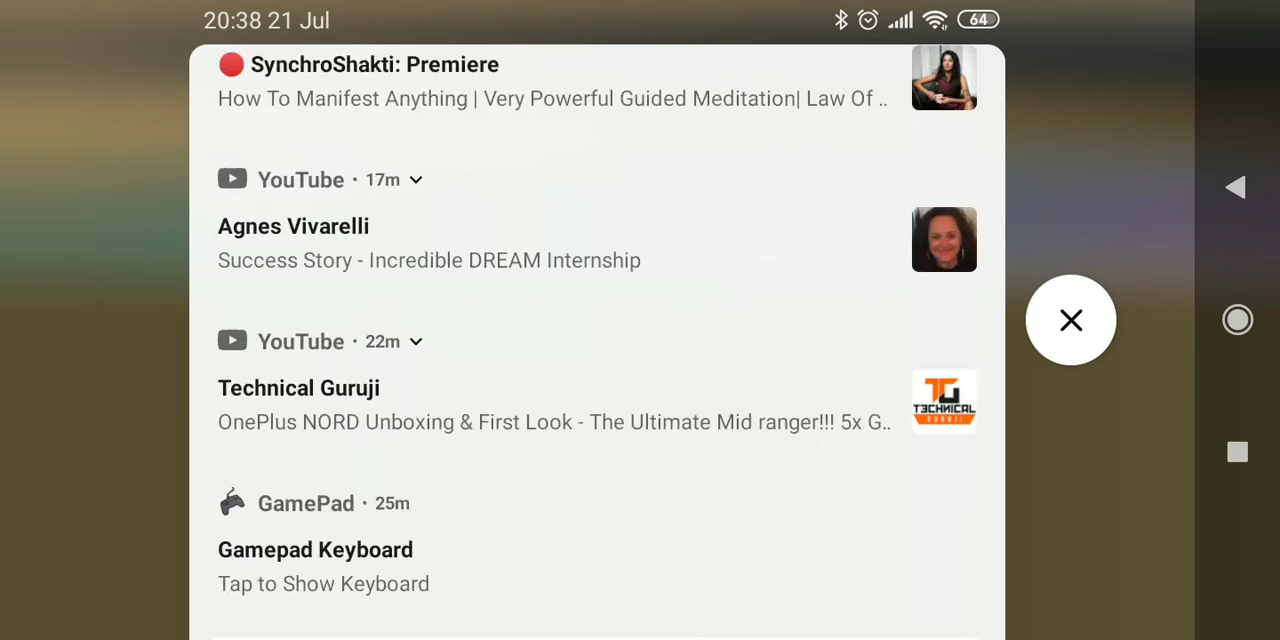 20:38 21 Jul
64
SynchroShakti: Premiere
How To Manifest Anything | Very Powerful Guided Meditation| Law Of ..
YouTube · 17m
Agnes Vivarelli
Success Story - Incredible DREAM Internship
YouTube · 22m
Technical Guruji
OnePlus NORD Unboxing & First Look - The Ultimate Mid ranger!!! 5x G..
TG
TECHNICAL
GURUJI
GamePad · 25m
Gamepad Keyboard
Tap to Show Keyboard